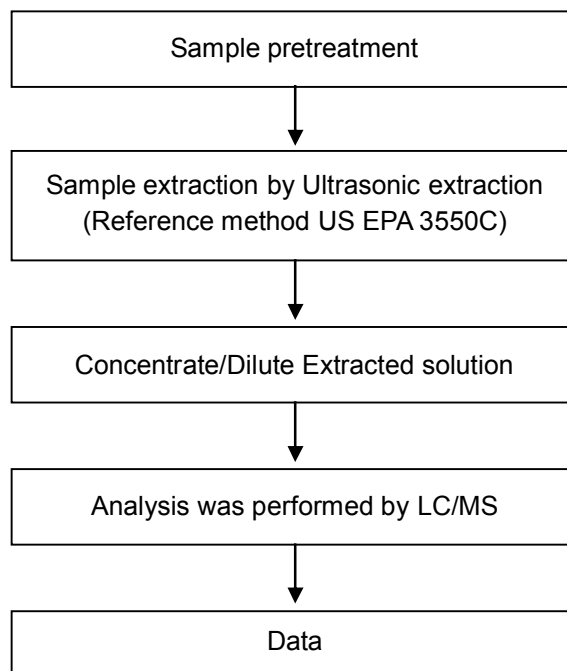 Sample pretreatment
Sample extraction by Ultrasonic extraction
(Reference method US EPA 3550C)
Concentrate/Dilute Extracted solution
Analysis was performed by LC/MS
Data